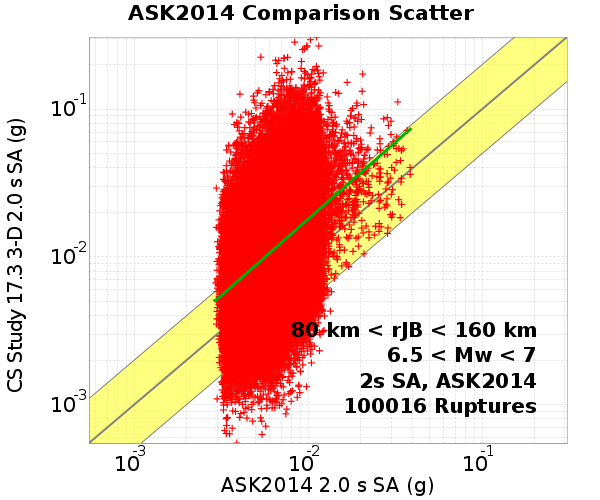 ASK2014 Comparison Scatter
CS Study 17.3 3-D 2.0 s SA (g)
10-1
10-2
10-3
80 km < rJB < 160 km
6.5 < Mw < 7
2s SA, ASK2014
100016 Ruptures
10-3 10-2 10-1
ASK2014 2.0 s SA (g)